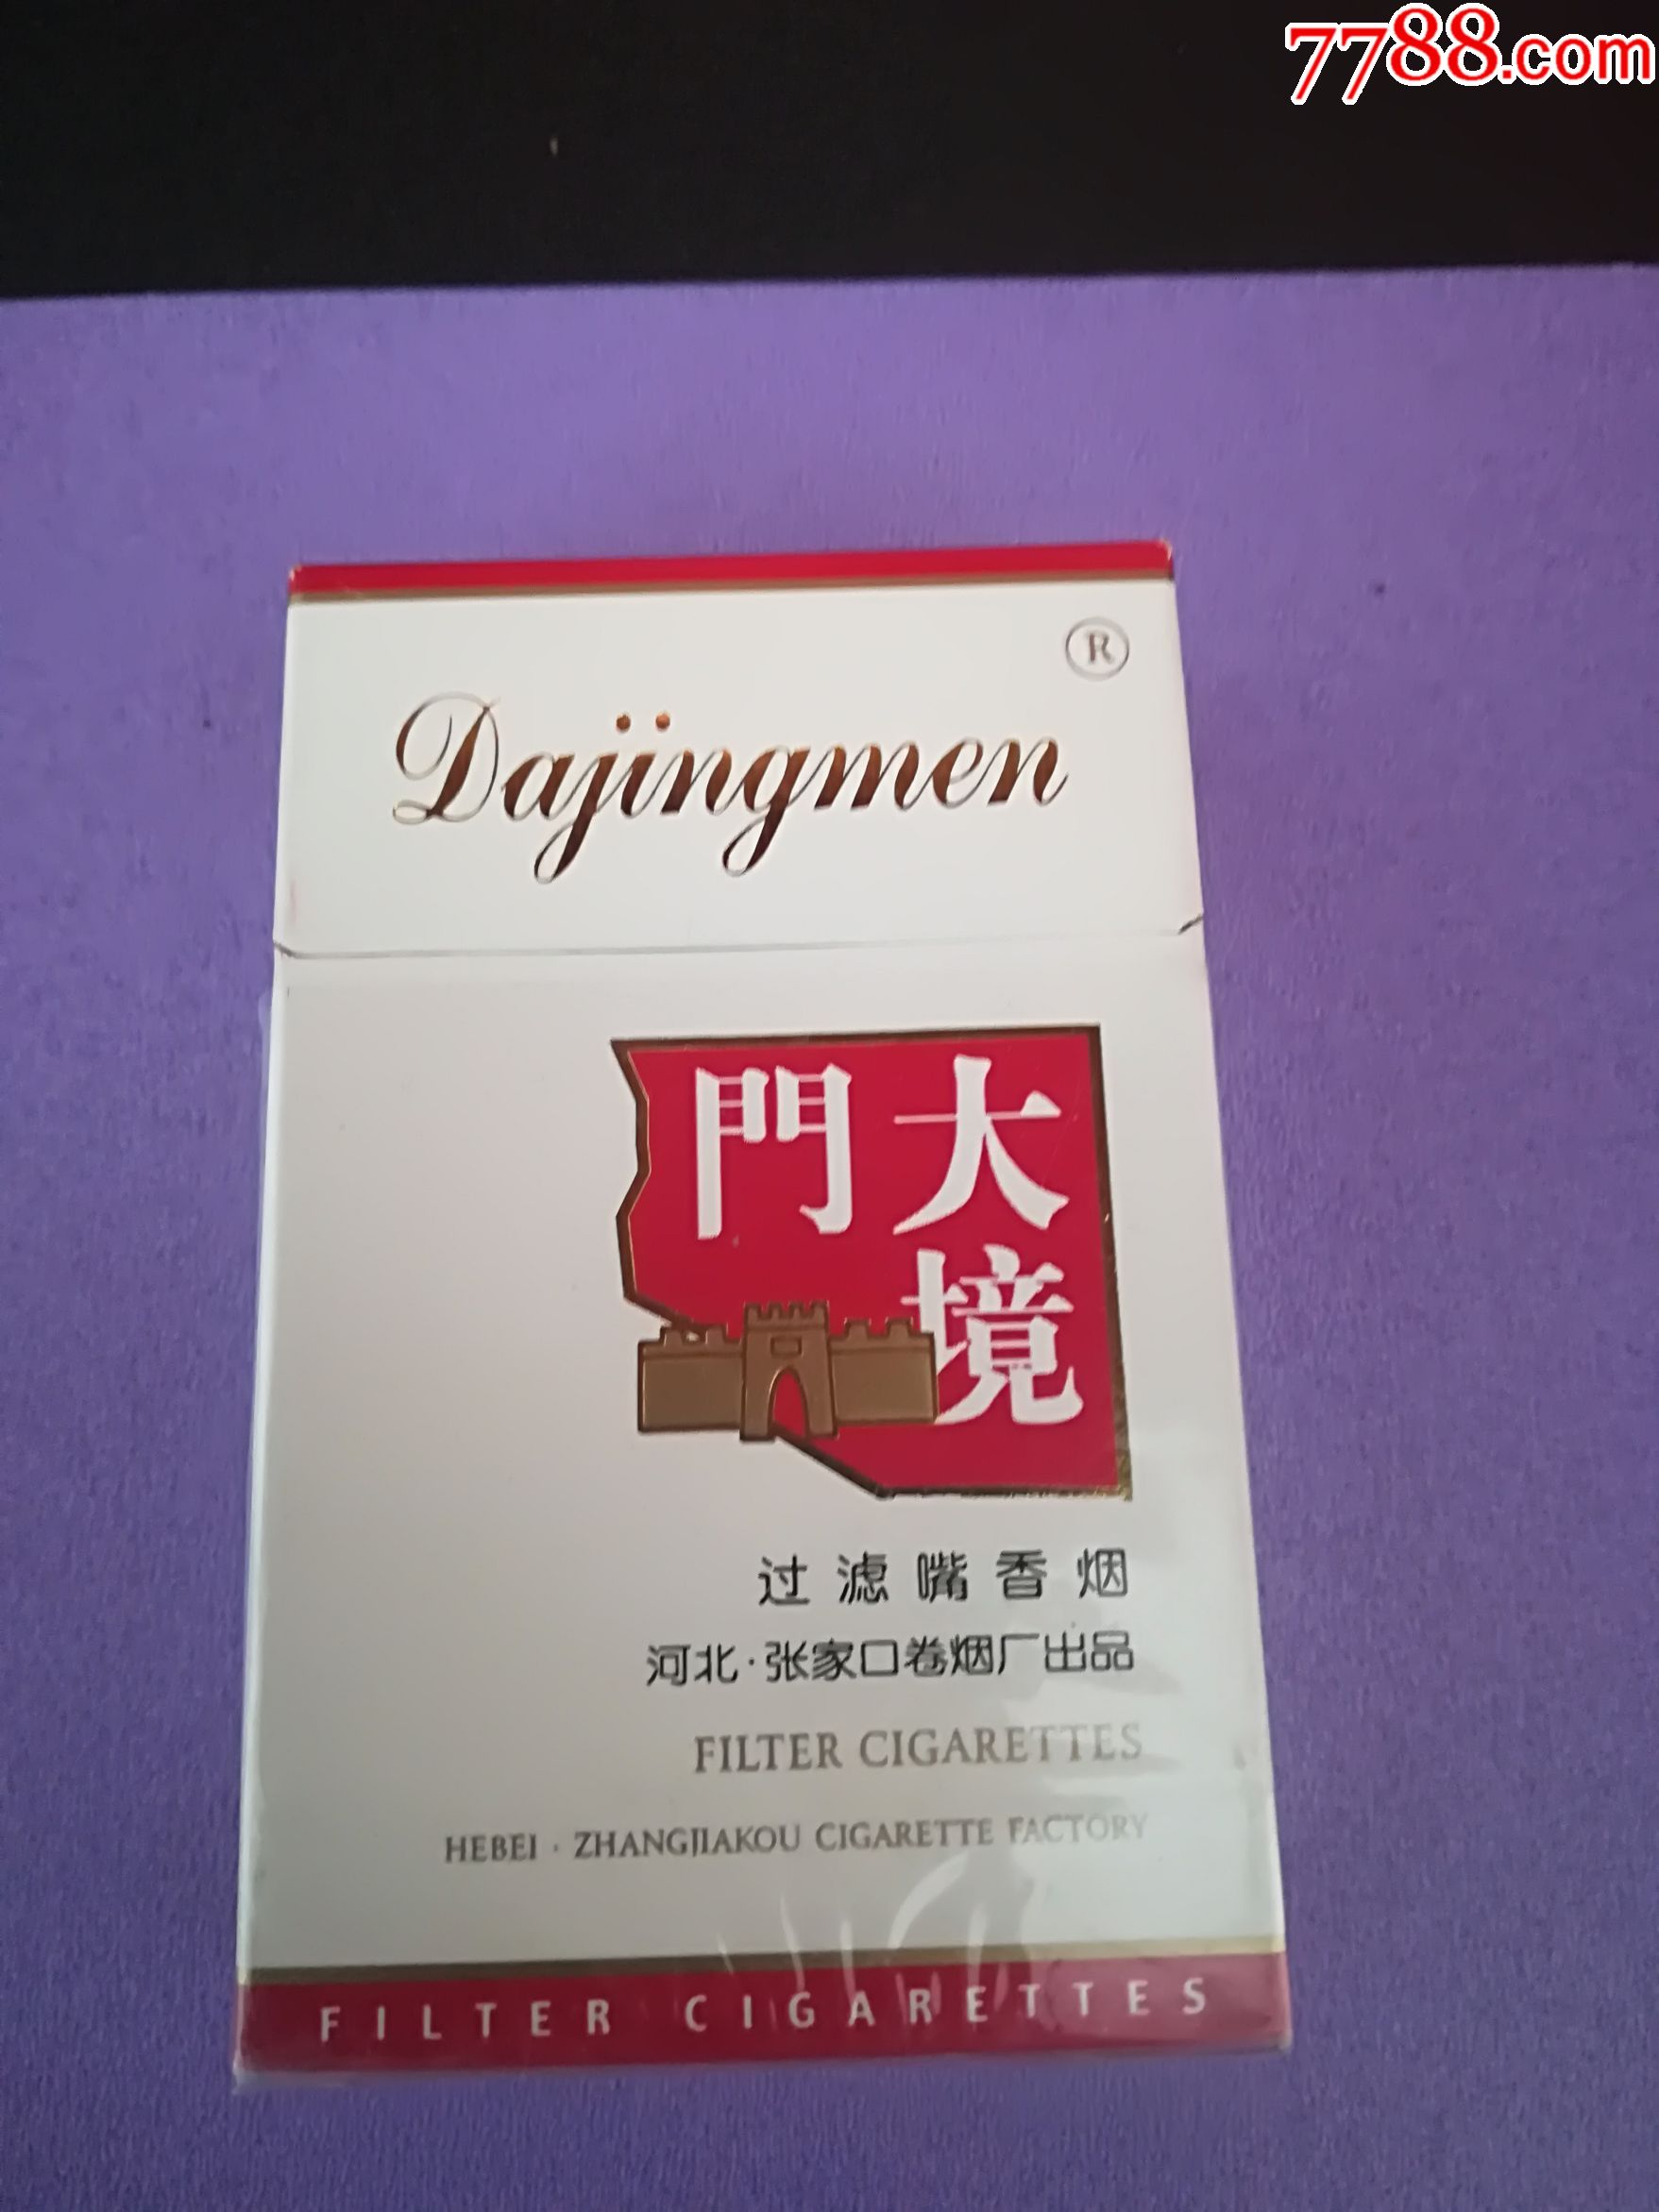 7788.com
R
Dajingmen
大境門
过滤嘴香烟
河北·张家口卷烟厂出品
FILTER CIGARETTES
HEBEI · ZHANGJIAKOU CIGARETTE FACTORY
FILTER CIGARETTES